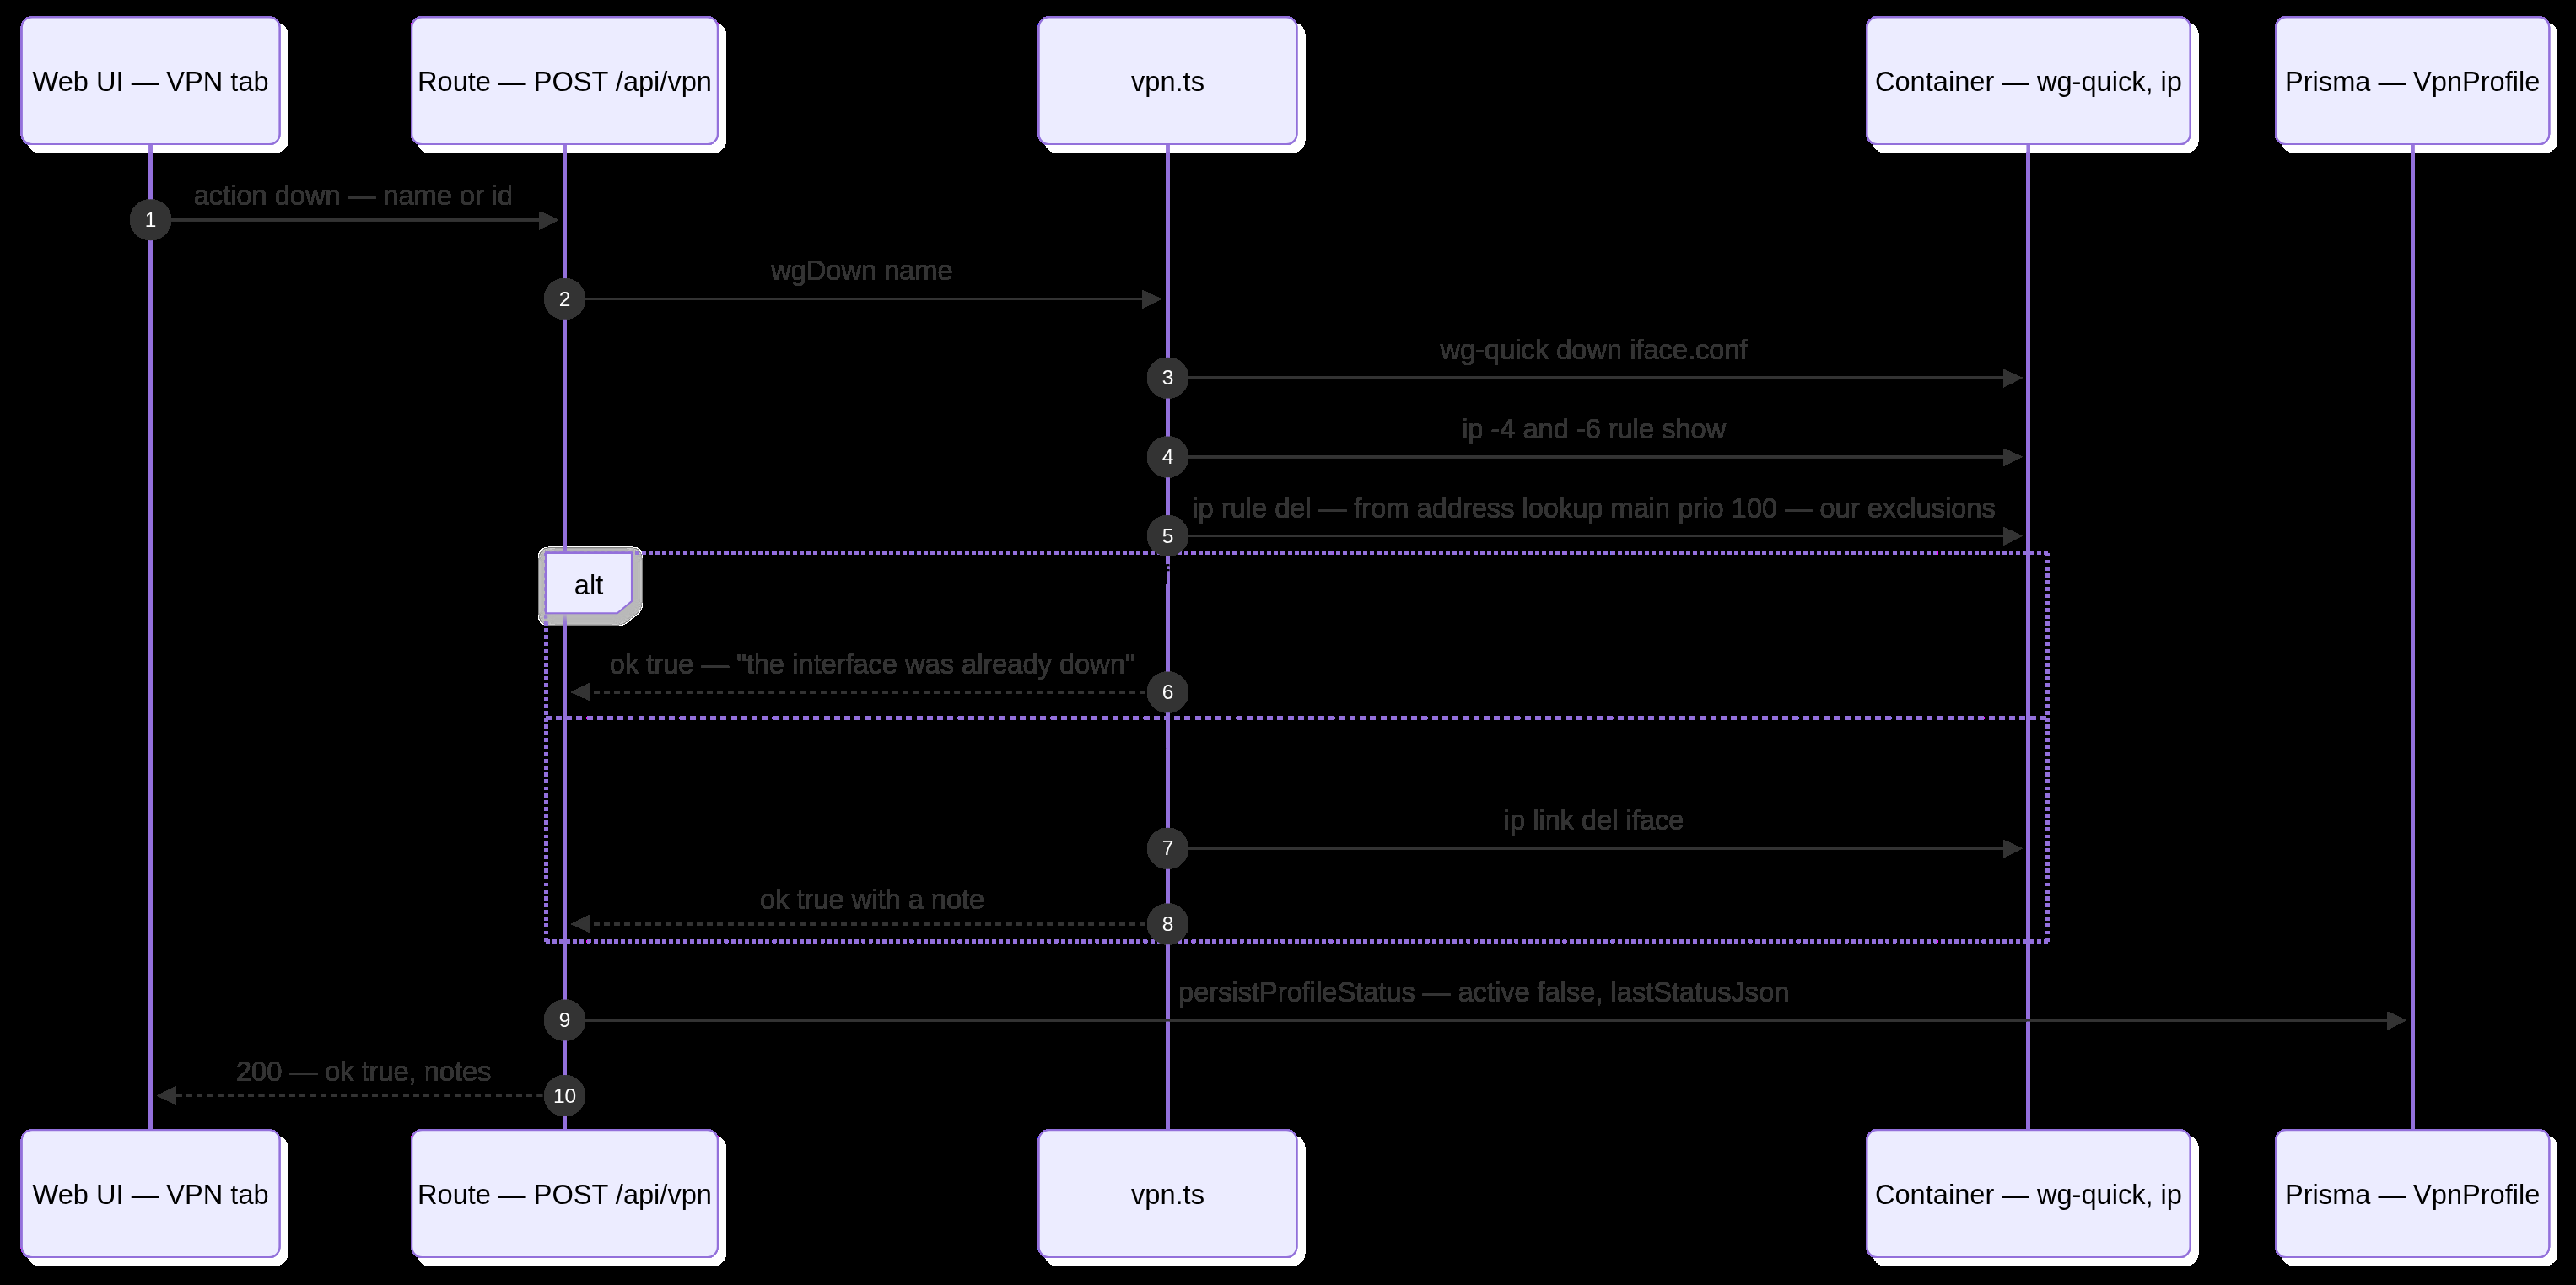 Web UI — VPN tab
Route — POST /api/vpn
vpn.ts
Container — wg-quick, ip
Prisma — VpnProfile
action down — name or id
1
wgDown name
2
wg-quick down iface.conf
3
ip -4 and -6 rule show
4
ip rule del — from address lookup main prio 100 — our exclusions
5
alt
ok true — "the interface was already down"
6
ip link del iface
7
ok true with a note
8
persistProfileStatus — active false, lastStatusJson
9
200 — ok true, notes
10
Web UI — VPN tab
Route — POST /api/vpn
vpn.ts
Container — wg-quick, ip
Prisma — VpnProfile